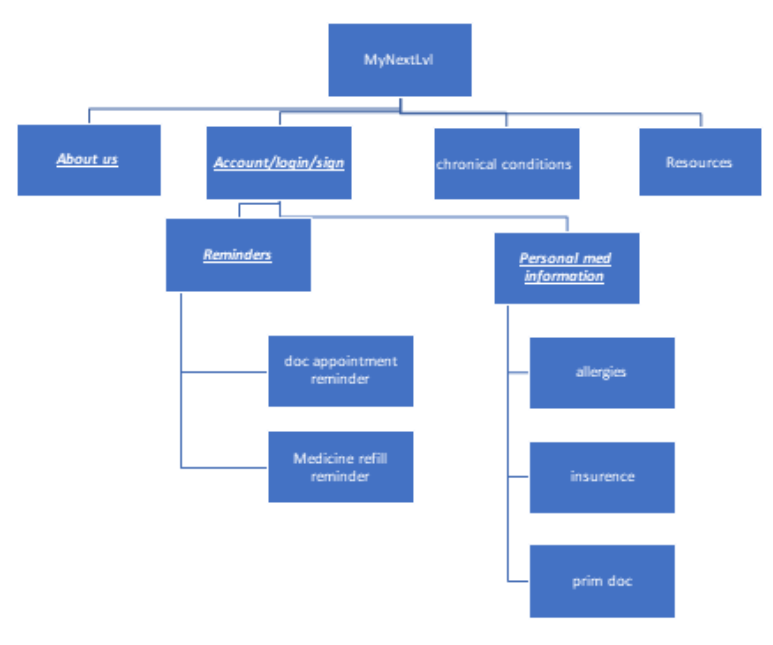 MyNextLvl
About us
Account/login/sign
chronical conditions
Resources
Reminders
Personal med
information
doc appointment
reminder
allergies
Medicine refill
reminder
insurence
prim doc